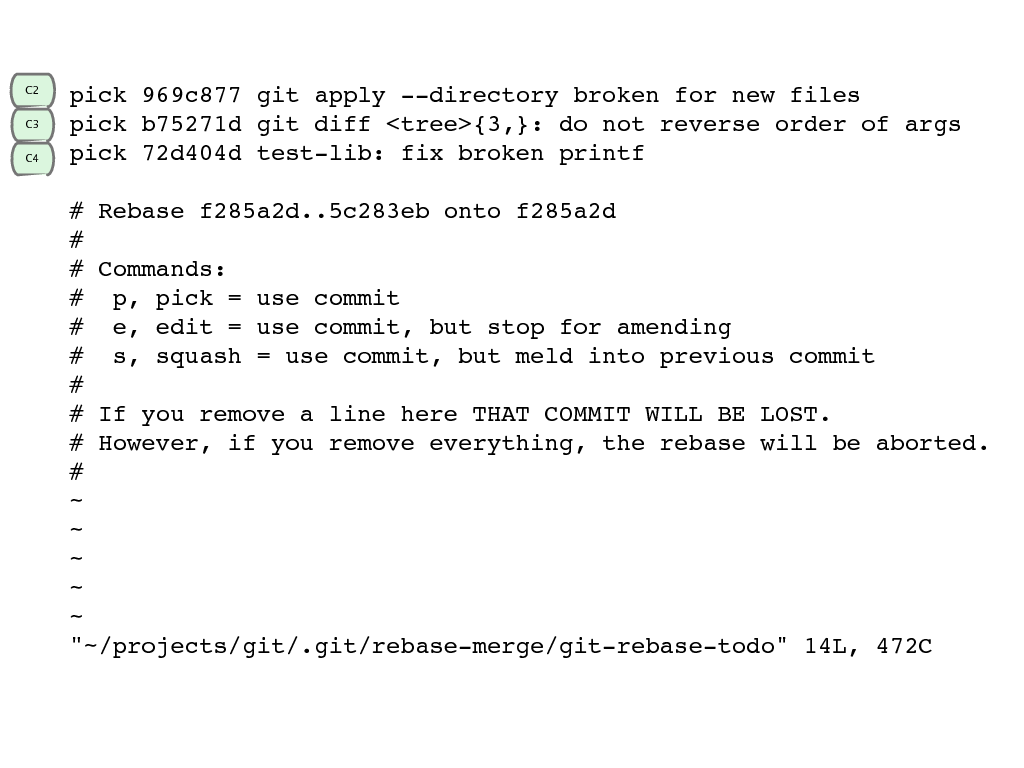 C2
pick 969c877 git apply --directory broken for new files
C3
pick b75271d git diff <tree>{3,}: do not reverse order of args
C4
pick 72d404d test-lib: fix broken printf
# Rebase f285a2d..5c283eb onto f285a2d
#
# Commands:
#  p, pick = use commit
#  e, edit = use commit, but stop for amending
#  s, squash = use commit, but meld into previous commit
#
# If you remove a line here THAT COMMIT WILL BE LOST.
# However, if you remove everything, the rebase will be aborted.
#
~
~
~
~
~
"~/projects/git/.git/rebase-merge/git-rebase-todo" 14L, 472C